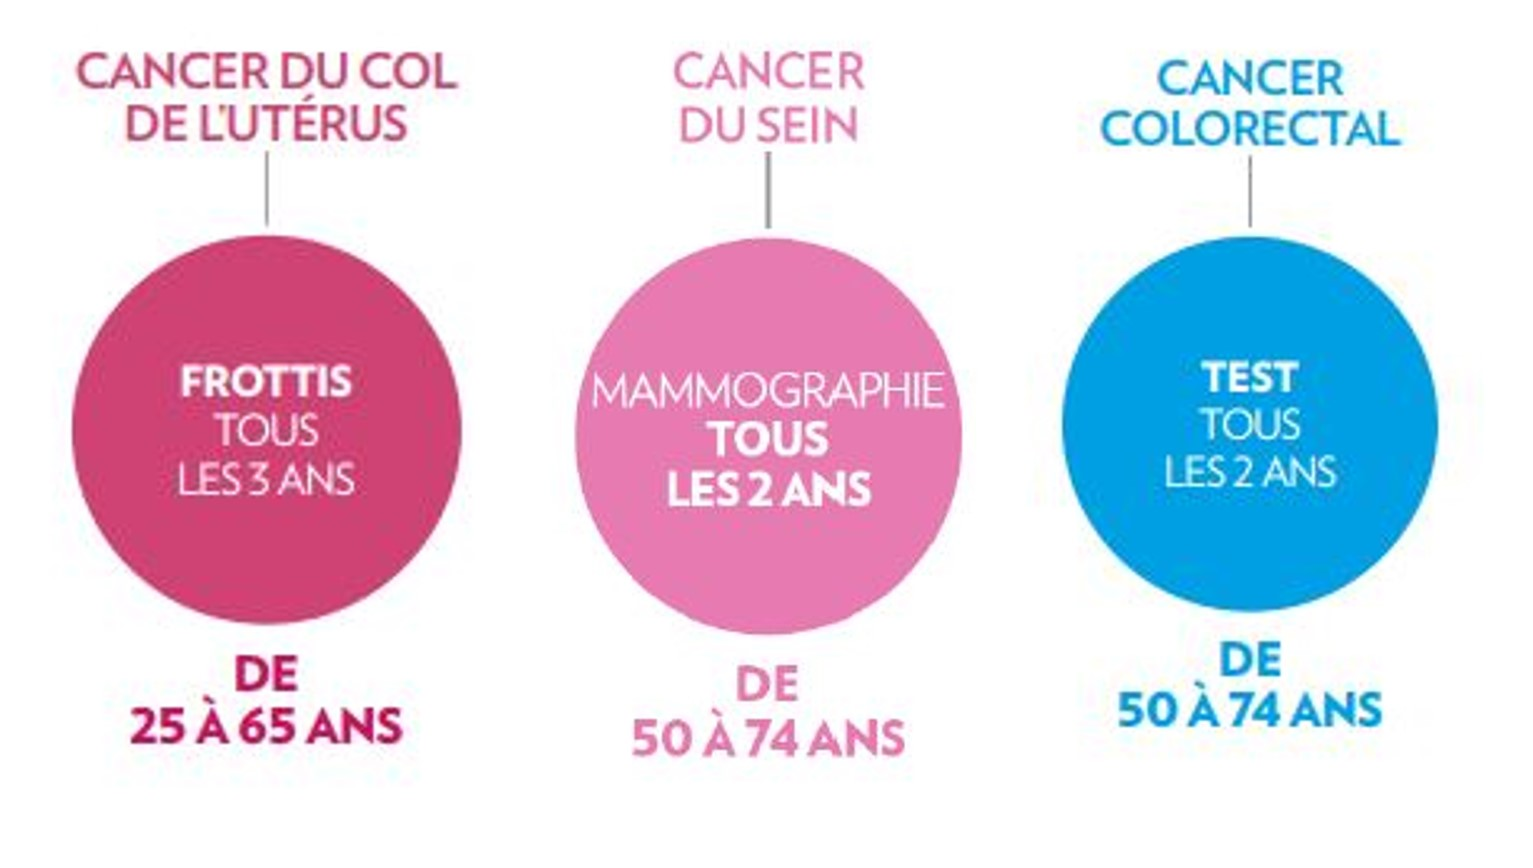 CANCER DU COL
DE L'UTÉRUS
FROTTIS
TOUS
LES 3 ANS
DE
25 À 65 ANS
CANCER
DU SEIN
MAMMOGRAPHIE
TOUS
LES 2 ANS
DE
50 À 74 ANS
CANCER
COLORECTAL
TEST
TOUS
LES 2 ANS
DE
50 À 74 ANS